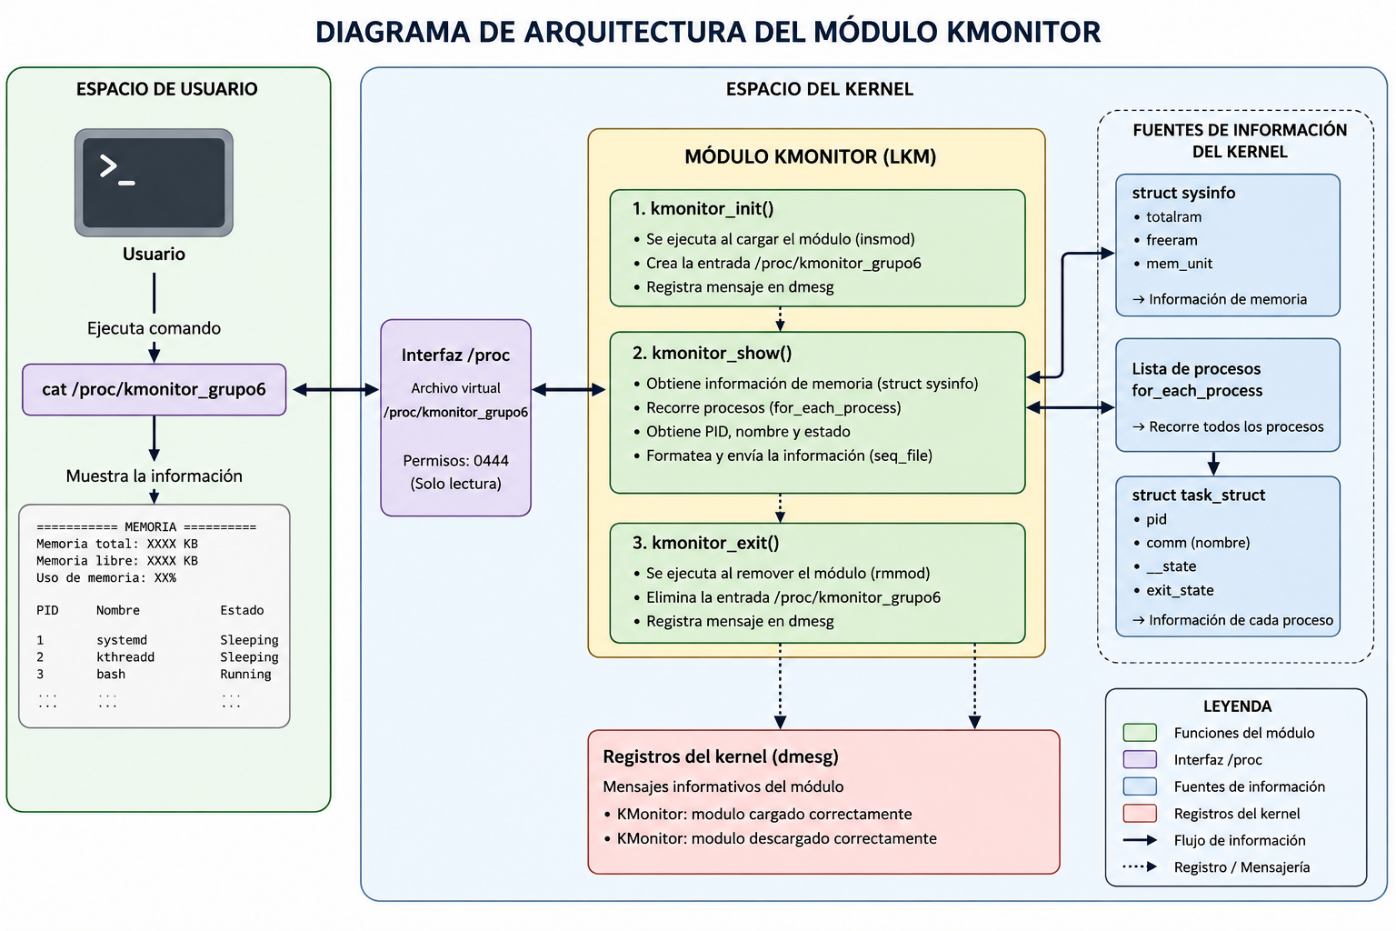 DIAGRAMA DE ARQUITECTURA DEL MÓDULO KMONITOR
ESPACIO DE USUARIO
>_
Usuario
Ejecuta comando
cat /proc/kmonitor_grupo6
Muestra la información
=========== MEMORIA ==========
Memoria total: XXXX KB
Memoria libre: XXXX KB
Uso de memoria: XX%
PID Nombre Estado
1 systemd Sleeping
2 kthreadd Sleeping
3 bash Running
... ... ...
... ... ...
ESPACIO DEL KERNEL
Interfaz /proc
Archivo virtual
/proc/kmonitor_grupo6
Permisos: 0444
(Solo lectura)
MÓDULO KMONITOR (LKM)
1. kmonitor_init()
• Se ejecuta al cargar el módulo (insmod)
• Crea la entrada /proc/kmonitor_grupo6
• Registra mensaje en dmesg
2. kmonitor_show()
• Obtiene información de memoria (struct sysinfo)
• Recorre procesos (for_each_process)
• Obtiene PID, nombre y estado
• Formatea y envía la información (seq_file)
3. kmonitor_exit()
• Se ejecuta al remover el módulo (rmmod)
• Elimina la entrada /proc/kmonitor_grupo6
• Registra mensaje en dmesg
Registros del kernel (dmesg)
Mensajes informativos del módulo
• KMonitor: modulo cargado correctamente
• KMonitor: modulo descargado correctamente
FUENTES DE INFORMACIÓN
DEL KERNEL
struct sysinfo
• totalram
• freeram
• mem_unit
→ Información de memoria
Lista de procesos
for_each_process
→ Recorre todos los procesos
struct task_struct
• pid
• comm (nombre)
• __state
• exit_state
→ Información de cada proceso
LEYENDA
Funciones del módulo
Interfaz /proc
Fuentes de información
Registros del kernel
Flujo de información
Registro / Mensajería